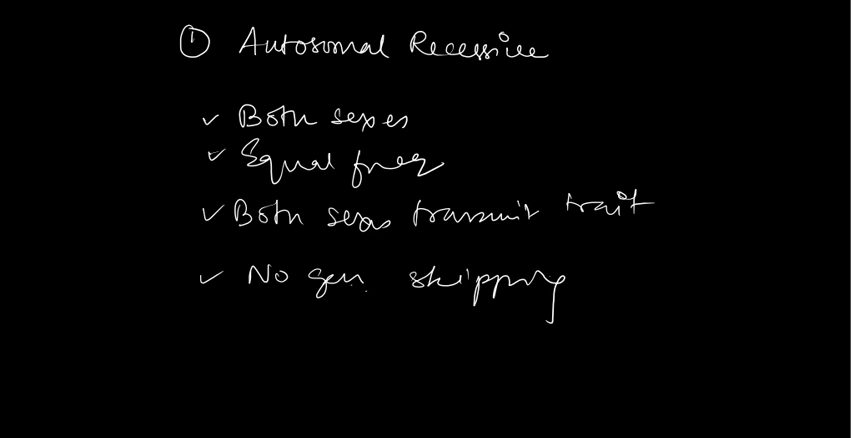 ① Autosomal Recessive
✓ Both sexes
✓ Equal freq
✓ Both sexes transmit trait
✓ No gen. skipping